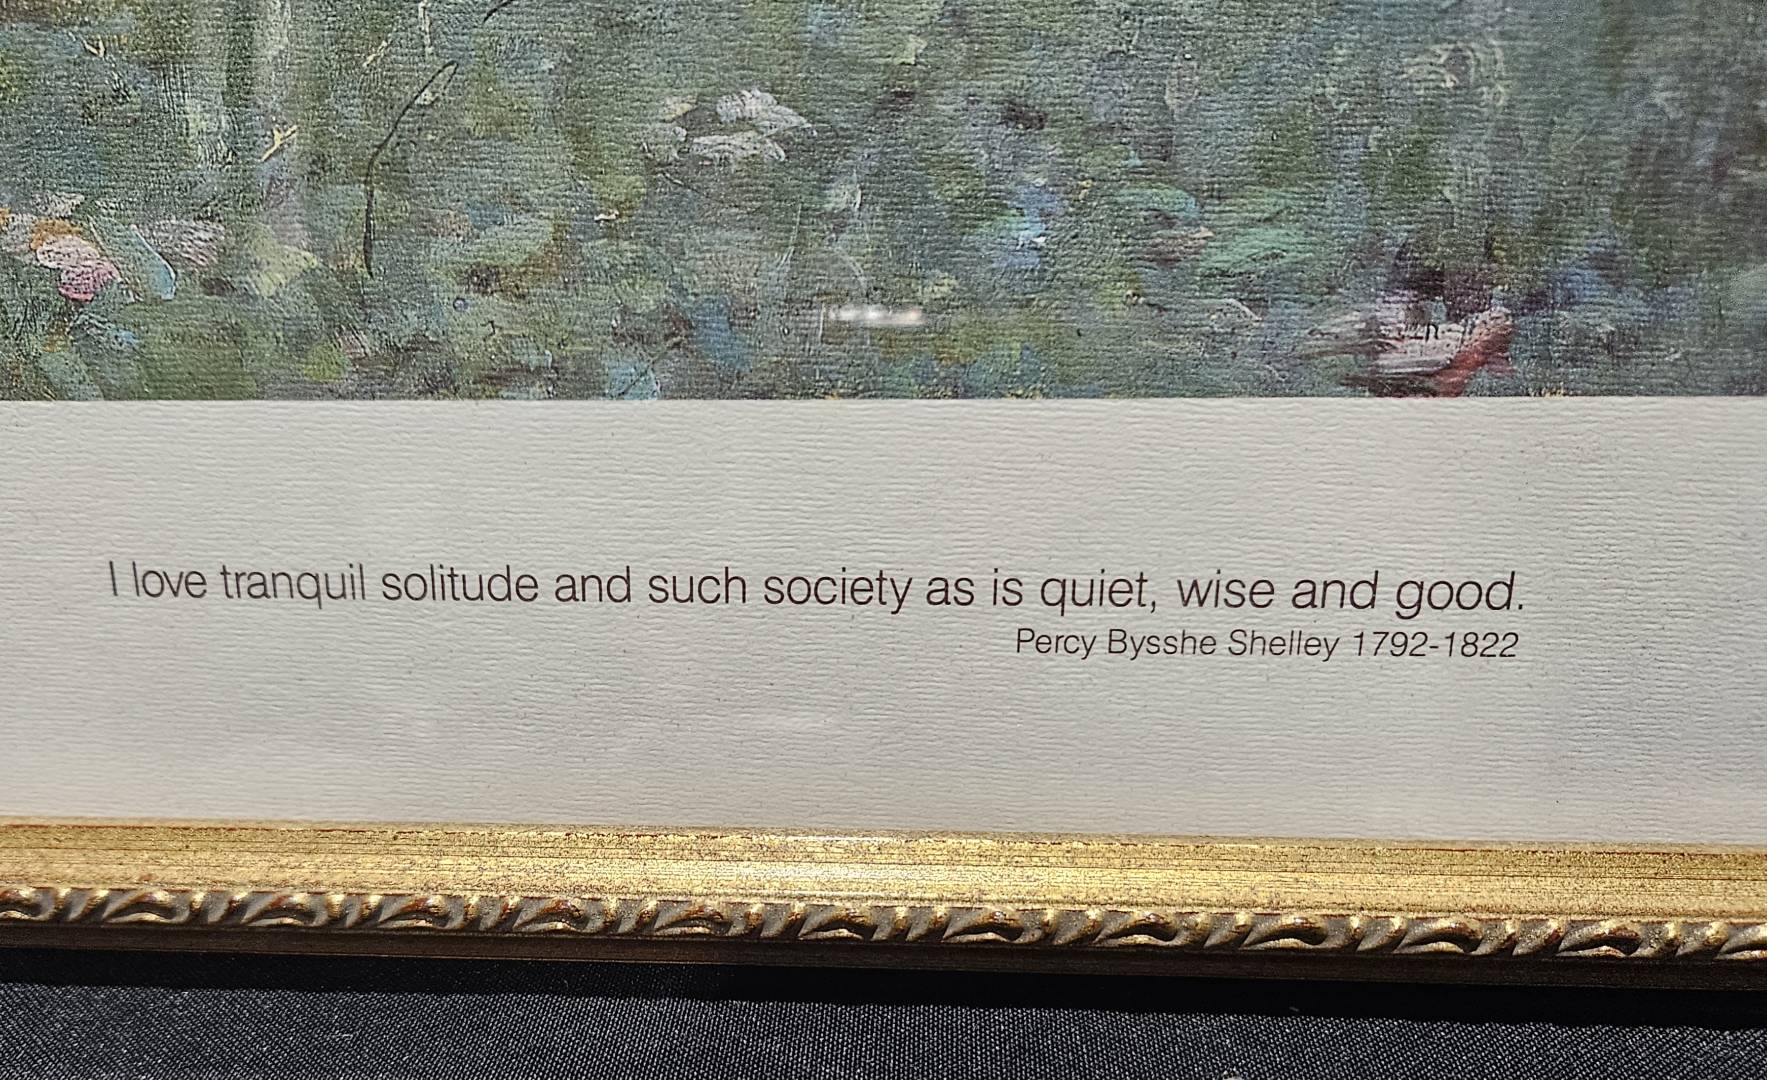 I love tranquil solitude and such society as is quiet, wise and good.
Percy Bysshe Shelley 1792-1822